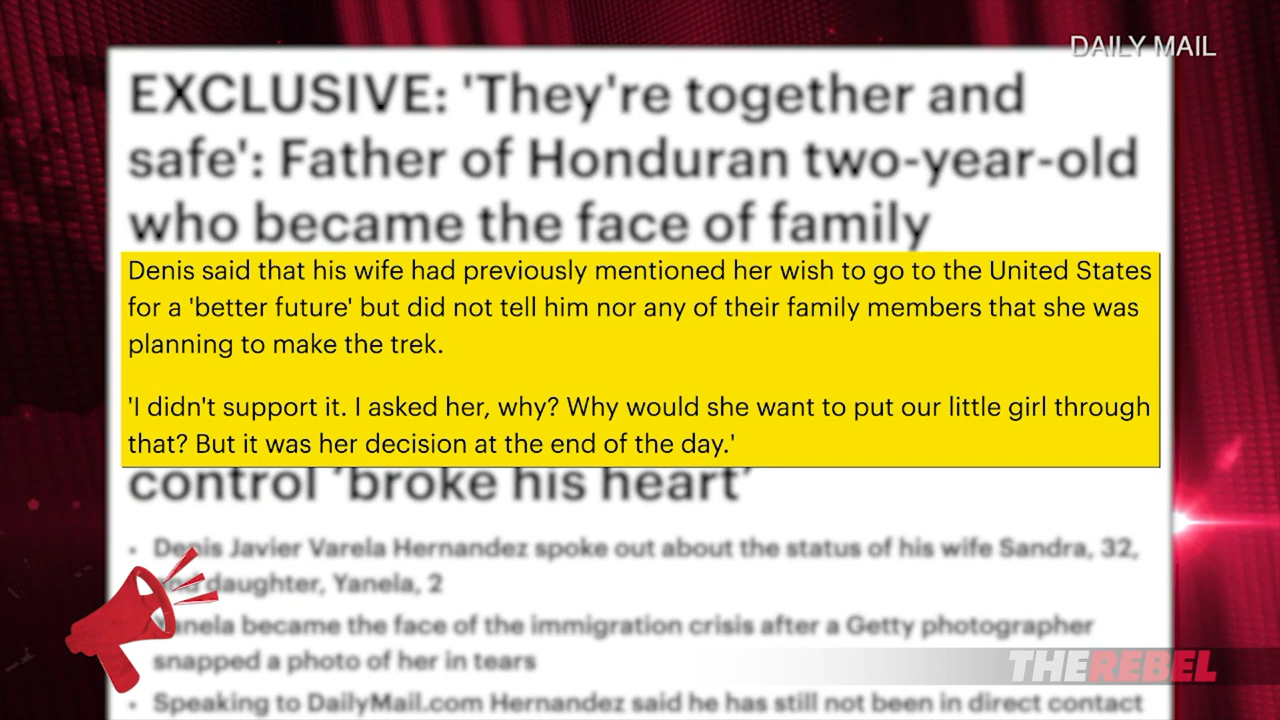 DAILY MAIL
EXCLUSIVE: 'They're together and
safe': Father of Honduran two-year-old
who became the face of family
Denis said that his wife had previously mentioned her wish to go to the United States
for a 'better future' but did not tell him nor any of their family members that she was
planning to make the trek.
'I didn't support it. I asked her, why? Why would she want to put our little girl through
that? But it was her decision at the end of the day.'
control 'broke his heart'
• Denis Javier Varela Hernandez spoke out about the status of his wife Sandra, 32,
and daughter, Yanela, 2
• Yanela became the face of the immigration crisis after a Getty photographer
snapped a photo of her in tears
• Speaking to DailyMail.com Hernandez said he has still not been in direct contact
THE REBEL